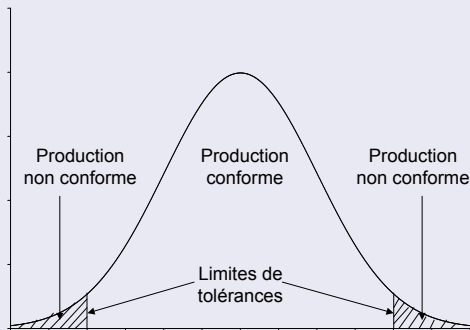 Production
non conforme
Production
conforme
Production
non conforme
Limites de
tolérances